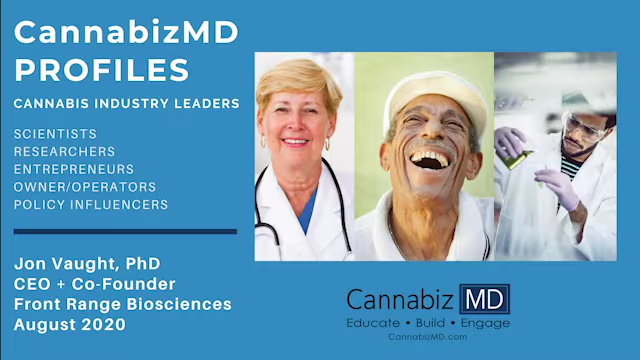 CannabizMD
PROFILES
CANNABIS INDUSTRY LEADERS
SCIENTISTS
RESEARCHERS
ENTREPRENEURS
OWNER/OPERATORS
POLICY INFLUENCERS
Jon Vaught, PhD
CEO + Co-Founder
Front Range Biosciences
August 2020
Cannabiz MD
Educate • Build • Engage
CannabizMD.com